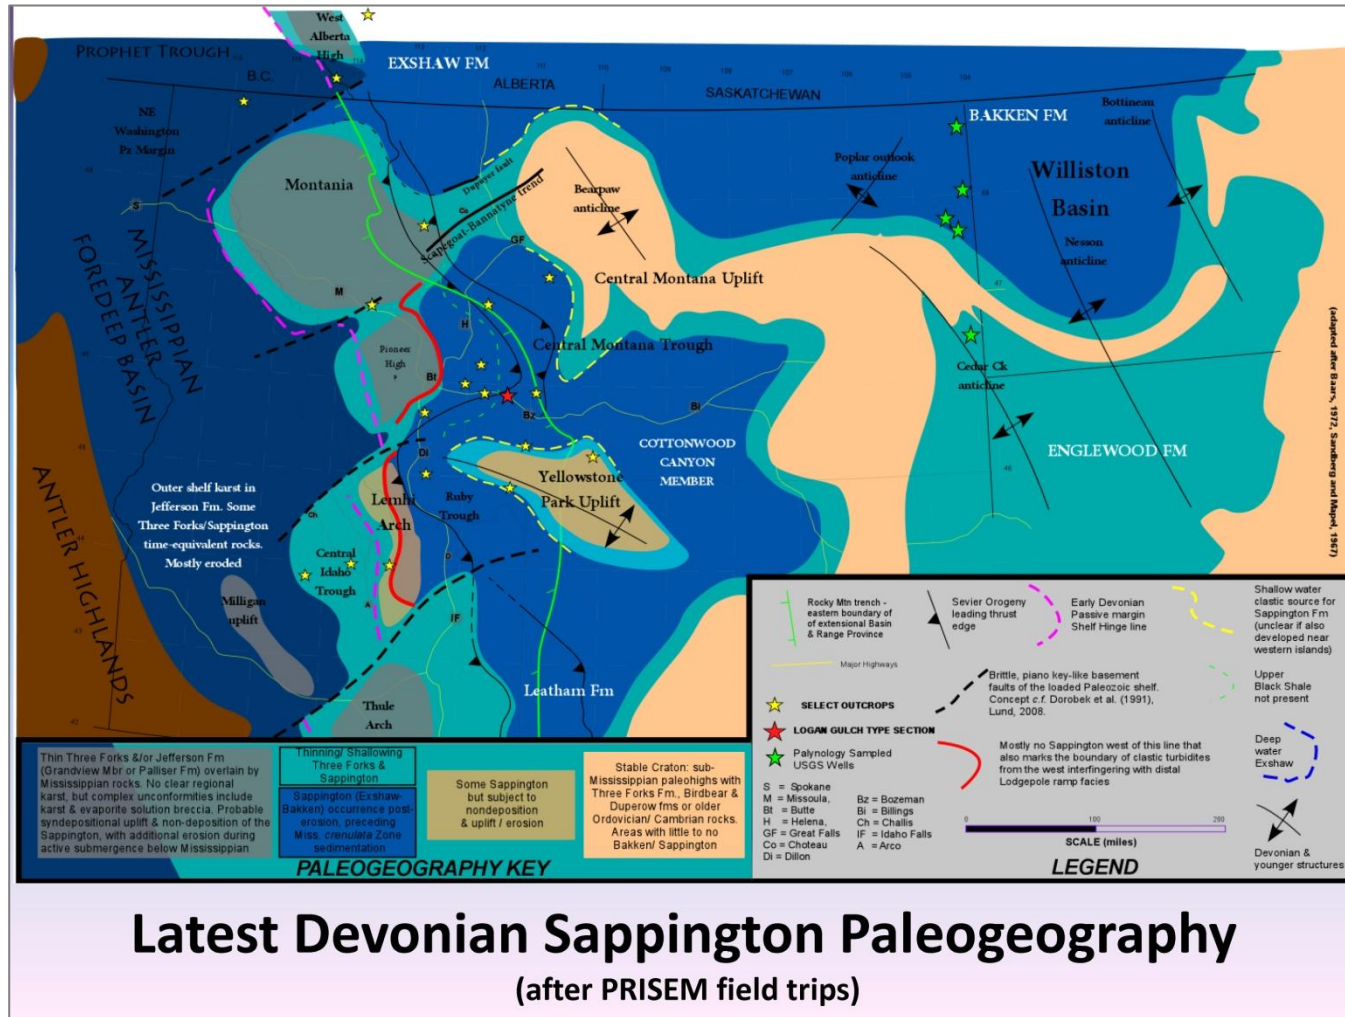 West
Alberta
High
PROPHET TROUGH
EXSHAW FM
B.C.
ALBERTA
SASKATCHEWAN
NE
Washington
Pz Margin
BAKKEN FM
Bottineau
anticline
Poplar outlook
anticline
Williston
Basin
Nesson
anticline
Montania
Dupuyer fault
Scapegoat-Bannatyne trend
Co
GF
Bearpaw
anticline
Central Montana Uplift
S
MISSISSIPPIAN
ANTLER
FOREDEEP BASIN
M
H
Central Montana Trough
Pioneer
High
Bt
Bz
Bi
Cedar Ck
anticline
(adapted after Baars, 1972, Sandberg and Mapel, 1967)
COTTONWOOD
CANYON
MEMBER
ENGLEWOOD FM
Di
Yellowstone
Park Uplift
Ruby
Trough
Lemhi
Arch
Outer shelf karst in
Jefferson Fm. Some
Three Forks/Sappington
time-equivalent rocks.
Mostly eroded
Ch
Central
Idaho
Trough
ANTLER HIGHLANDS
Milligan
uplift
A
IF
Leatham Fm
Thule
Arch
Thin Three Forks &/or Jefferson Fm
(Grandview Mbr or Palliser Fm) overlain by
Mississippian rocks. No clear regional
karst, but complex unconformities include
karst & evaporite solution breccia. Probable
syndepositional uplift & non-deposition of the
Sappington, with additional erosion during
active submergence below Mississippian
Thinning/ Shallowing
Three Forks &
Sappington
Sappington (Exshaw-
Bakken) occurrence post-
erosion, preceding
Miss. crenulata Zone
sedimentation
Some Sappington
but subject to
nondeposition
& uplift / erosion
Stable Craton: sub-
Mississippian paleohighs with
Three Forks Fm., Birdbear &
Duperow fms or older
Ordovician/ Cambrian rocks.
Areas with little to no
Bakken/ Sappington
PALEOGEOGRAPHY KEY
Rocky Mtn trench -
eastern boundary of
of extensional Basin
& Range Province
Sevier Orogeny
leading thrust
edge
Early Devonian
Passive margin
Shelf Hinge line
Shallow water
clastic source for
Sappington Fm
(unclear if also
developed near
western islands)
Major Highways
Brittle, piano key-like basement
faults of the loaded Paleozoic shelf.
Concept c.f. Dorobek et al. (1991),
Lund, 2008.
Upper
Black Shale
not present
SELECT OUTCROPS
LOGAN GULCH TYPE SECTION
Palynology Sampled
USGS Wells
Mostly no Sappington west of this line that
also marks the boundary of clastic turbidites
from the west interfingering with distal
Lodgepole ramp facies
Deep
water
Exshaw
S = Spokane
M = Missoula,
Bt = Butte
H = Helena,
GF = Great Falls
Co = Choteau
Di = Dillon
Bz = Bozeman
Bi = Billings
Ch = Challis
IF = Idaho Falls
A = Arco
0 100 200
SCALE (miles)
LEGEND
Devonian &
younger structures
Latest Devonian Sappington Paleogeography
(after PRISEM field trips)